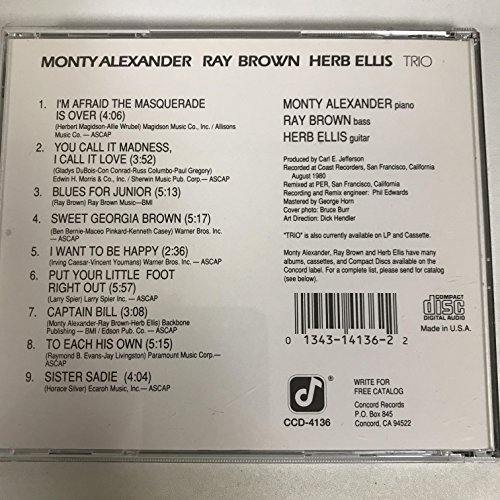 MONTY ALEXANDER RAY BROWN HERB ELLIS TRIO
1. I'M AFRAID THE MASQUERADE
IS OVER (4:06)
(Herbert Magidson-Allie Wrubel) Magidson Music Co., Inc. / Allisons
Music Co. — ASCAP
2. YOU CALL IT MADNESS,
I CALL IT LOVE (3:52)
(Gladys DuBois-Con Conrad-Russ Columbo-Paul Gregory)
Edwin H. Morris & Co., Inc. / Sherwin Music Pub. Corp.— ASCAP
3. BLUES FOR JUNIOR (5:13)
(Ray Brown) Ray Brown Music—BMI
4. SWEET GEORGIA BROWN (5:17)
(Ben Bernie-Maceo Pinkard-Kenneth Casey) Warner Bros. Inc.
— ASCAP
5. I WANT TO BE HAPPY (2:36)
(Irving Caesar-Vincent Youmans) Warner Bros. Inc. — ASCAP
6. PUT YOUR LITTLE FOOT
RIGHT OUT (5:57)
(Larry Spier) Larry Spier Inc. — ASCAP
7. CAPTAIN BILL (3:08)
(Monty Alexander-Ray Brown-Herb Ellis) Backbone
Publishing — BMI / Edson Pub. Co. — ASCAP
8. TO EACH HIS OWN (5:15)
(Raymond B. Evans-Jay Livingston) Paramount Music Corp.—
ASCAP
9. SISTER SADIE (4:04)
(Horace Silver) Ecaroh Music, Inc. — ASCAP
MONTY ALEXANDER piano
RAY BROWN bass
HERB ELLIS guitar
Produced by Carl E. Jefferson
Recorded at Coast Recorders, San Francisco, California
August 1980
Remixed at PER, San Francisco, California
Recording and Remix engineer: Phil Edwards
Mastered by George Horn
Cover photo: Bruce Burr
Art Direction: Dick Hendler
"TRIO" is also currently available on LP and Cassette.
Monty Alexander, Ray Brown and Herb Ellis have many
albums, cassettes, and Compact Discs available on the
Concord label. For a complete list, please send for catalog
(see below).
0 1343-14136-2 2
COMPACT
disc
DIGITAL AUDIO
Made in U.S.A.
CCD-4136
WRITE FOR
FREE CATALOG
Concord Records
P.O. Box 845
Concord, CA 94522